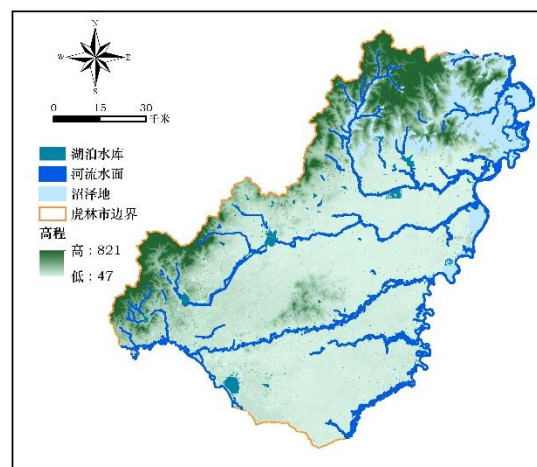 N
W E
S
0 15 30
千米
湖泊水库
河流水面
沼泽地
虎林市边界
高程
高：821
低：47